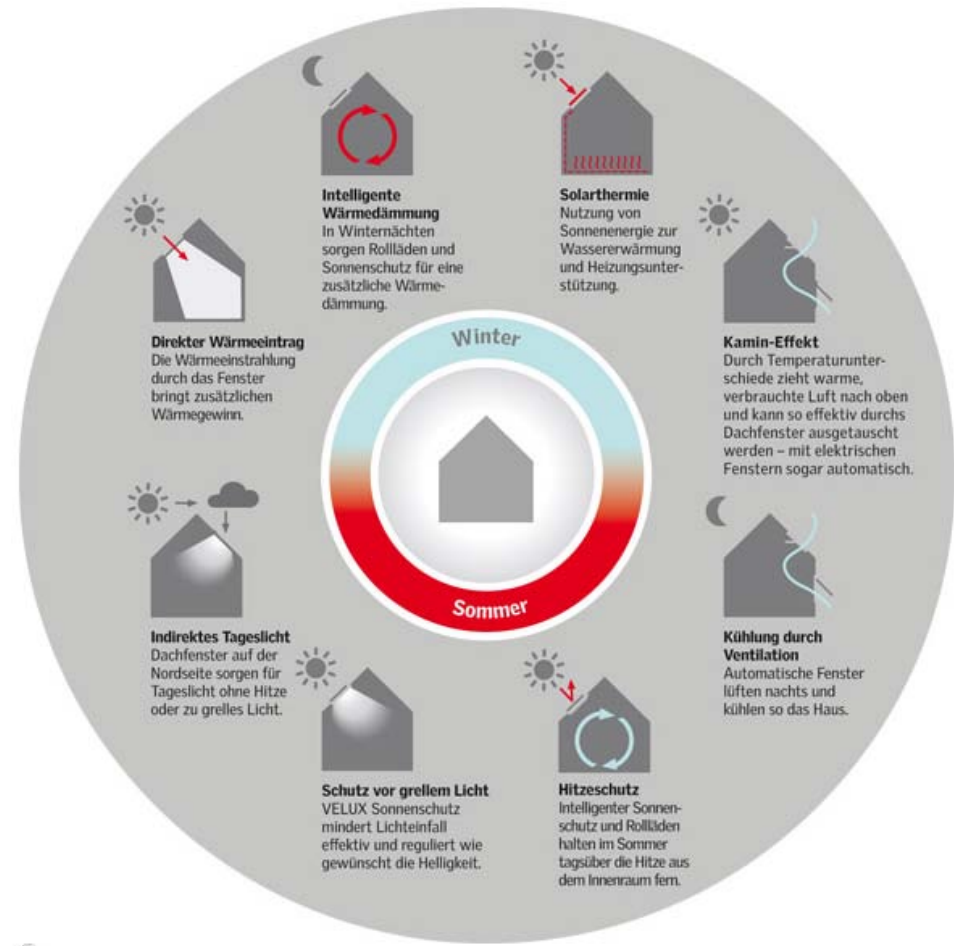 Intelligente
Wärmedämmung
In Winternächten
sorgen Rollläden und
Sonnenschutz für eine
zusätzliche Wärme-
dämmung.
Solarthermie
Nutzung von
Sonnenenergie zur
Wassererwärmung
und Heizungsunter-
stützung.
Direkter Wärmeeintrag
Die Wärmeeinstrahlung
durch das Fenster
bringt zusätzlichen
Wärmegewinn.
Winter
Kamin-Effekt
Durch Temperaturunter-
schiede zieht warme,
verbrauchte Luft nach oben
und kann so effektiv durchs
Dachfenster ausgetauscht
werden – mit elektrischen
Fenstern sogar automatisch.
Sommer
Indirektes Tageslicht
Dachfenster auf der
Nordseite sorgen für
Tageslicht ohne Hitze
oder zu grelles Licht.
Kühlung durch
Ventilation
Automatische Fenster
lüften nachts und
kühlen so das Haus.
Schutz vor grellem Licht
VELUX Sonnenschutz
mindert Lichteinfall
effektiv und reguliert wie
gewünscht die Helligkeit.
Hitzeschutz
Intelligenter Sonnen-
schutz und Rollläden
halten im Sommer
tagsüber die Hitze aus
dem Innenraum fern.